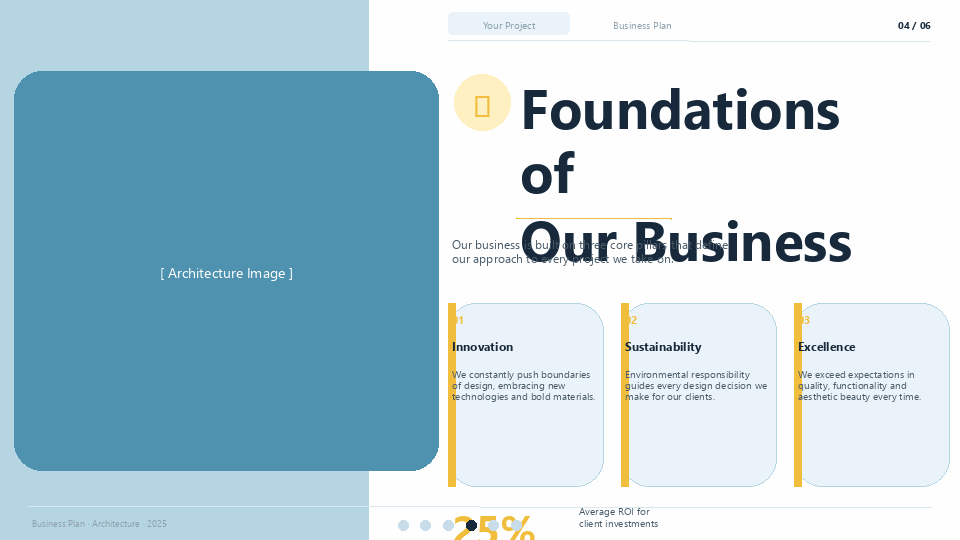 Your Project
Business Plan
04 / 06
Foundations
of
Our Business
Our business is built on three core pillars that define
our approach to every project we take on.
[ Architecture Image ]
01
Innovation
We constantly push boundaries
of design, embracing new
technologies and bold materials.
02
Sustainability
Environmental responsibility
guides every design decision we
make for our clients.
03
Excellence
We exceed expectations in
quality, functionality and
aesthetic beauty every time.
25%
Average ROI for
client investments
Business Plan · Architecture · 2025